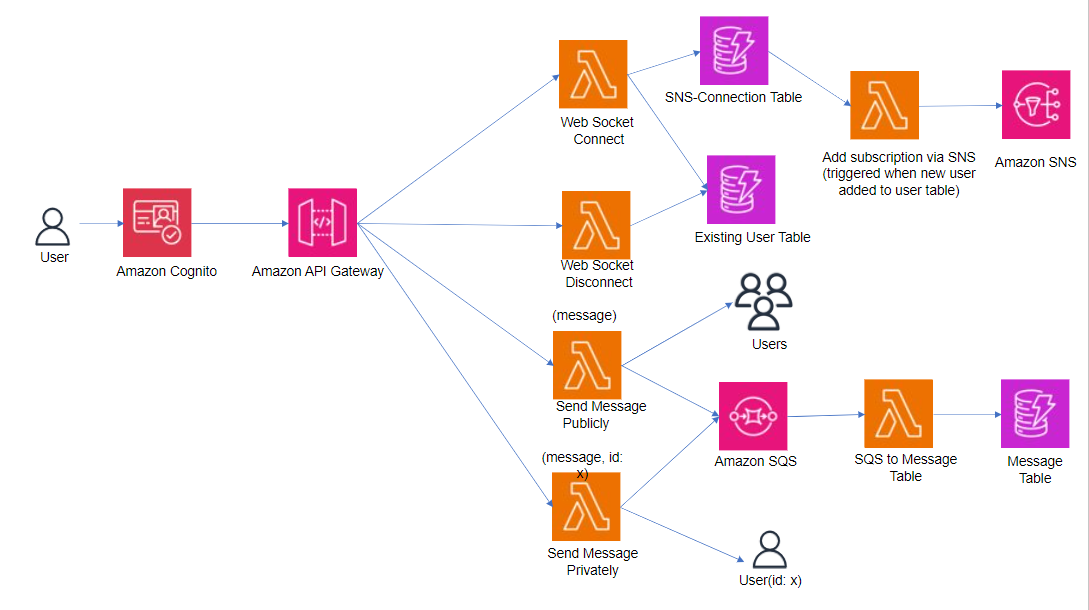 User
Amazon Cognito
Amazon API Gateway
Web Socket
Connect
SNS-Connection Table
Add subscription via SNS
(triggered when new user
added to user table)
Amazon SNS
Existing User Table
Web Socket
Disconnect
(message)
Send Message
Publicly
Users
Amazon SQS
SQS to Message
Table
Message
Table
(message, id:
x)
Send Message
Privately
User(id: x)